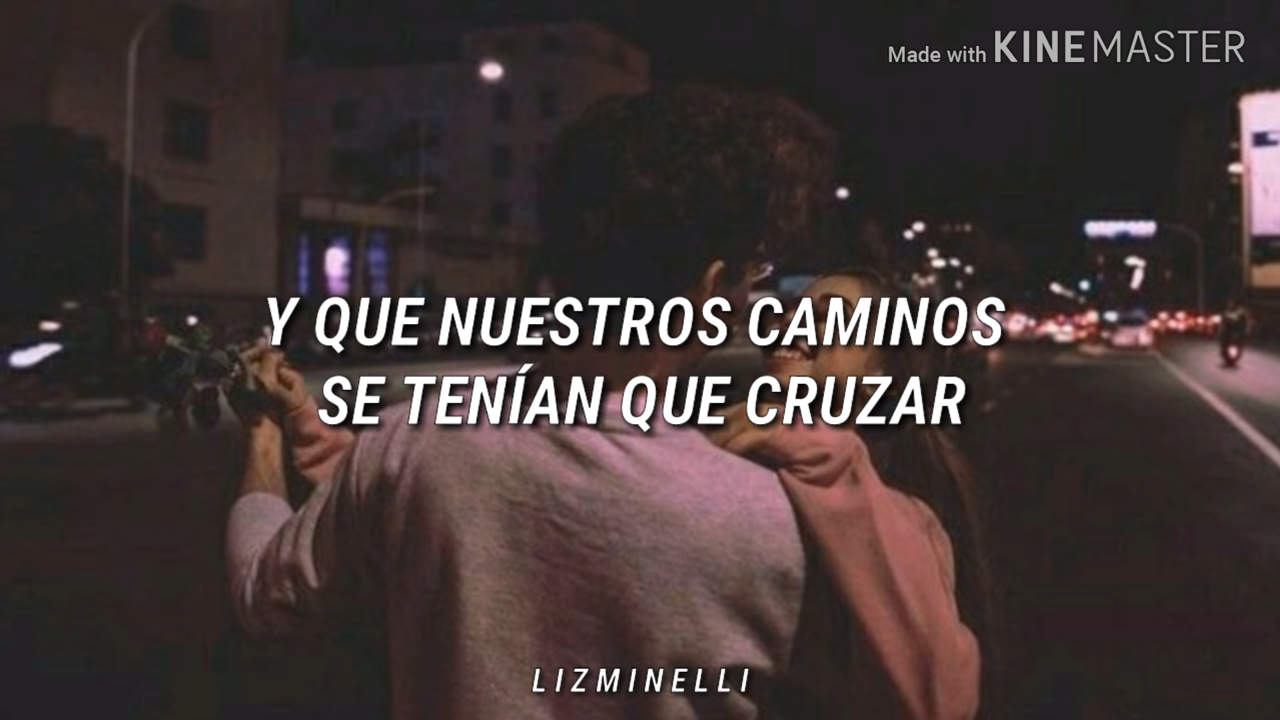 Made with KINEMASTER
Y QUE NUESTROS CAMINOS
SE TENÍAN QUE CRUZAR
LIZMINELLI